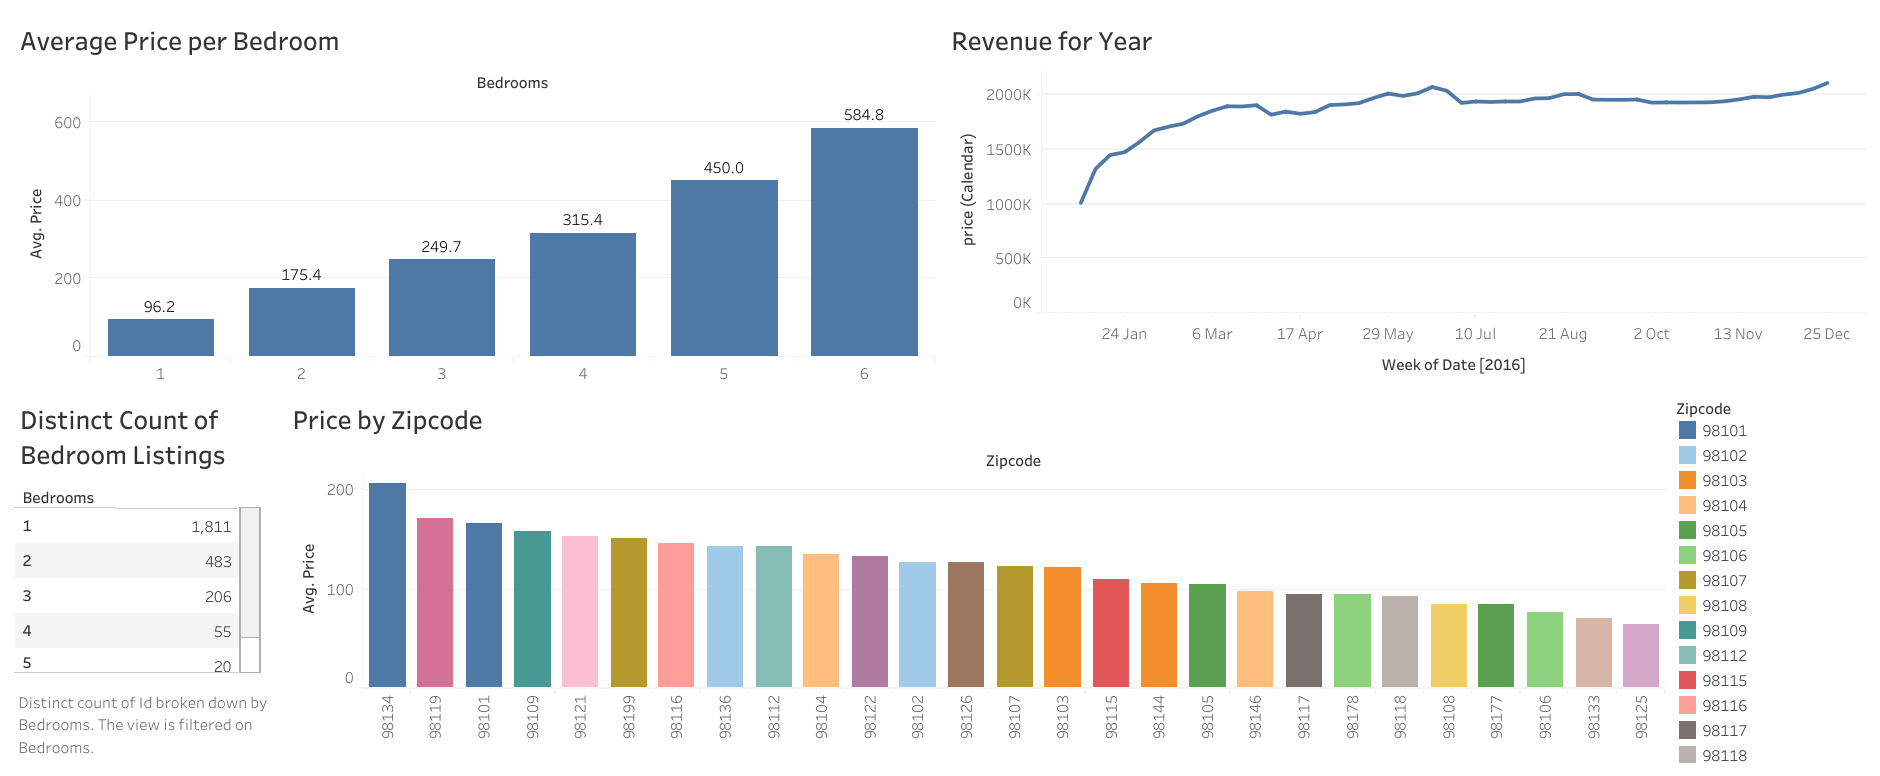 Average Price per Bedroom
Bedrooms
Avg. Price
600
400
200
0
96.2
175.4
249.7
315.4
450.0
584.8
1
2
3
4
5
6
Revenue for Year
price (Calendar)
2000K
1500K
1000K
500K
0K
24 Jan
6 Mar
17 Apr
29 May
10 Jul
21 Aug
2 Oct
13 Nov
25 Dec
Week of Date [2016]
Distinct Count of
Bedroom Listings
Bedrooms
1 1,811
2 483
3 206
4 55
5 20
Distinct count of Id broken down by
Bedrooms. The view is filtered on
Bedrooms.
Price by Zipcode
Zipcode
Avg. Price
200
100
0
98134
98119
98101
98109
98121
98199
98116
98136
98112
98104
98122
98102
98126
98107
98103
98115
98144
98105
98146
98117
98178
98118
98108
98177
98106
98133
98125
Zipcode
98101
98102
98103
98104
98105
98106
98107
98108
98109
98112
98115
98116
98117
98118